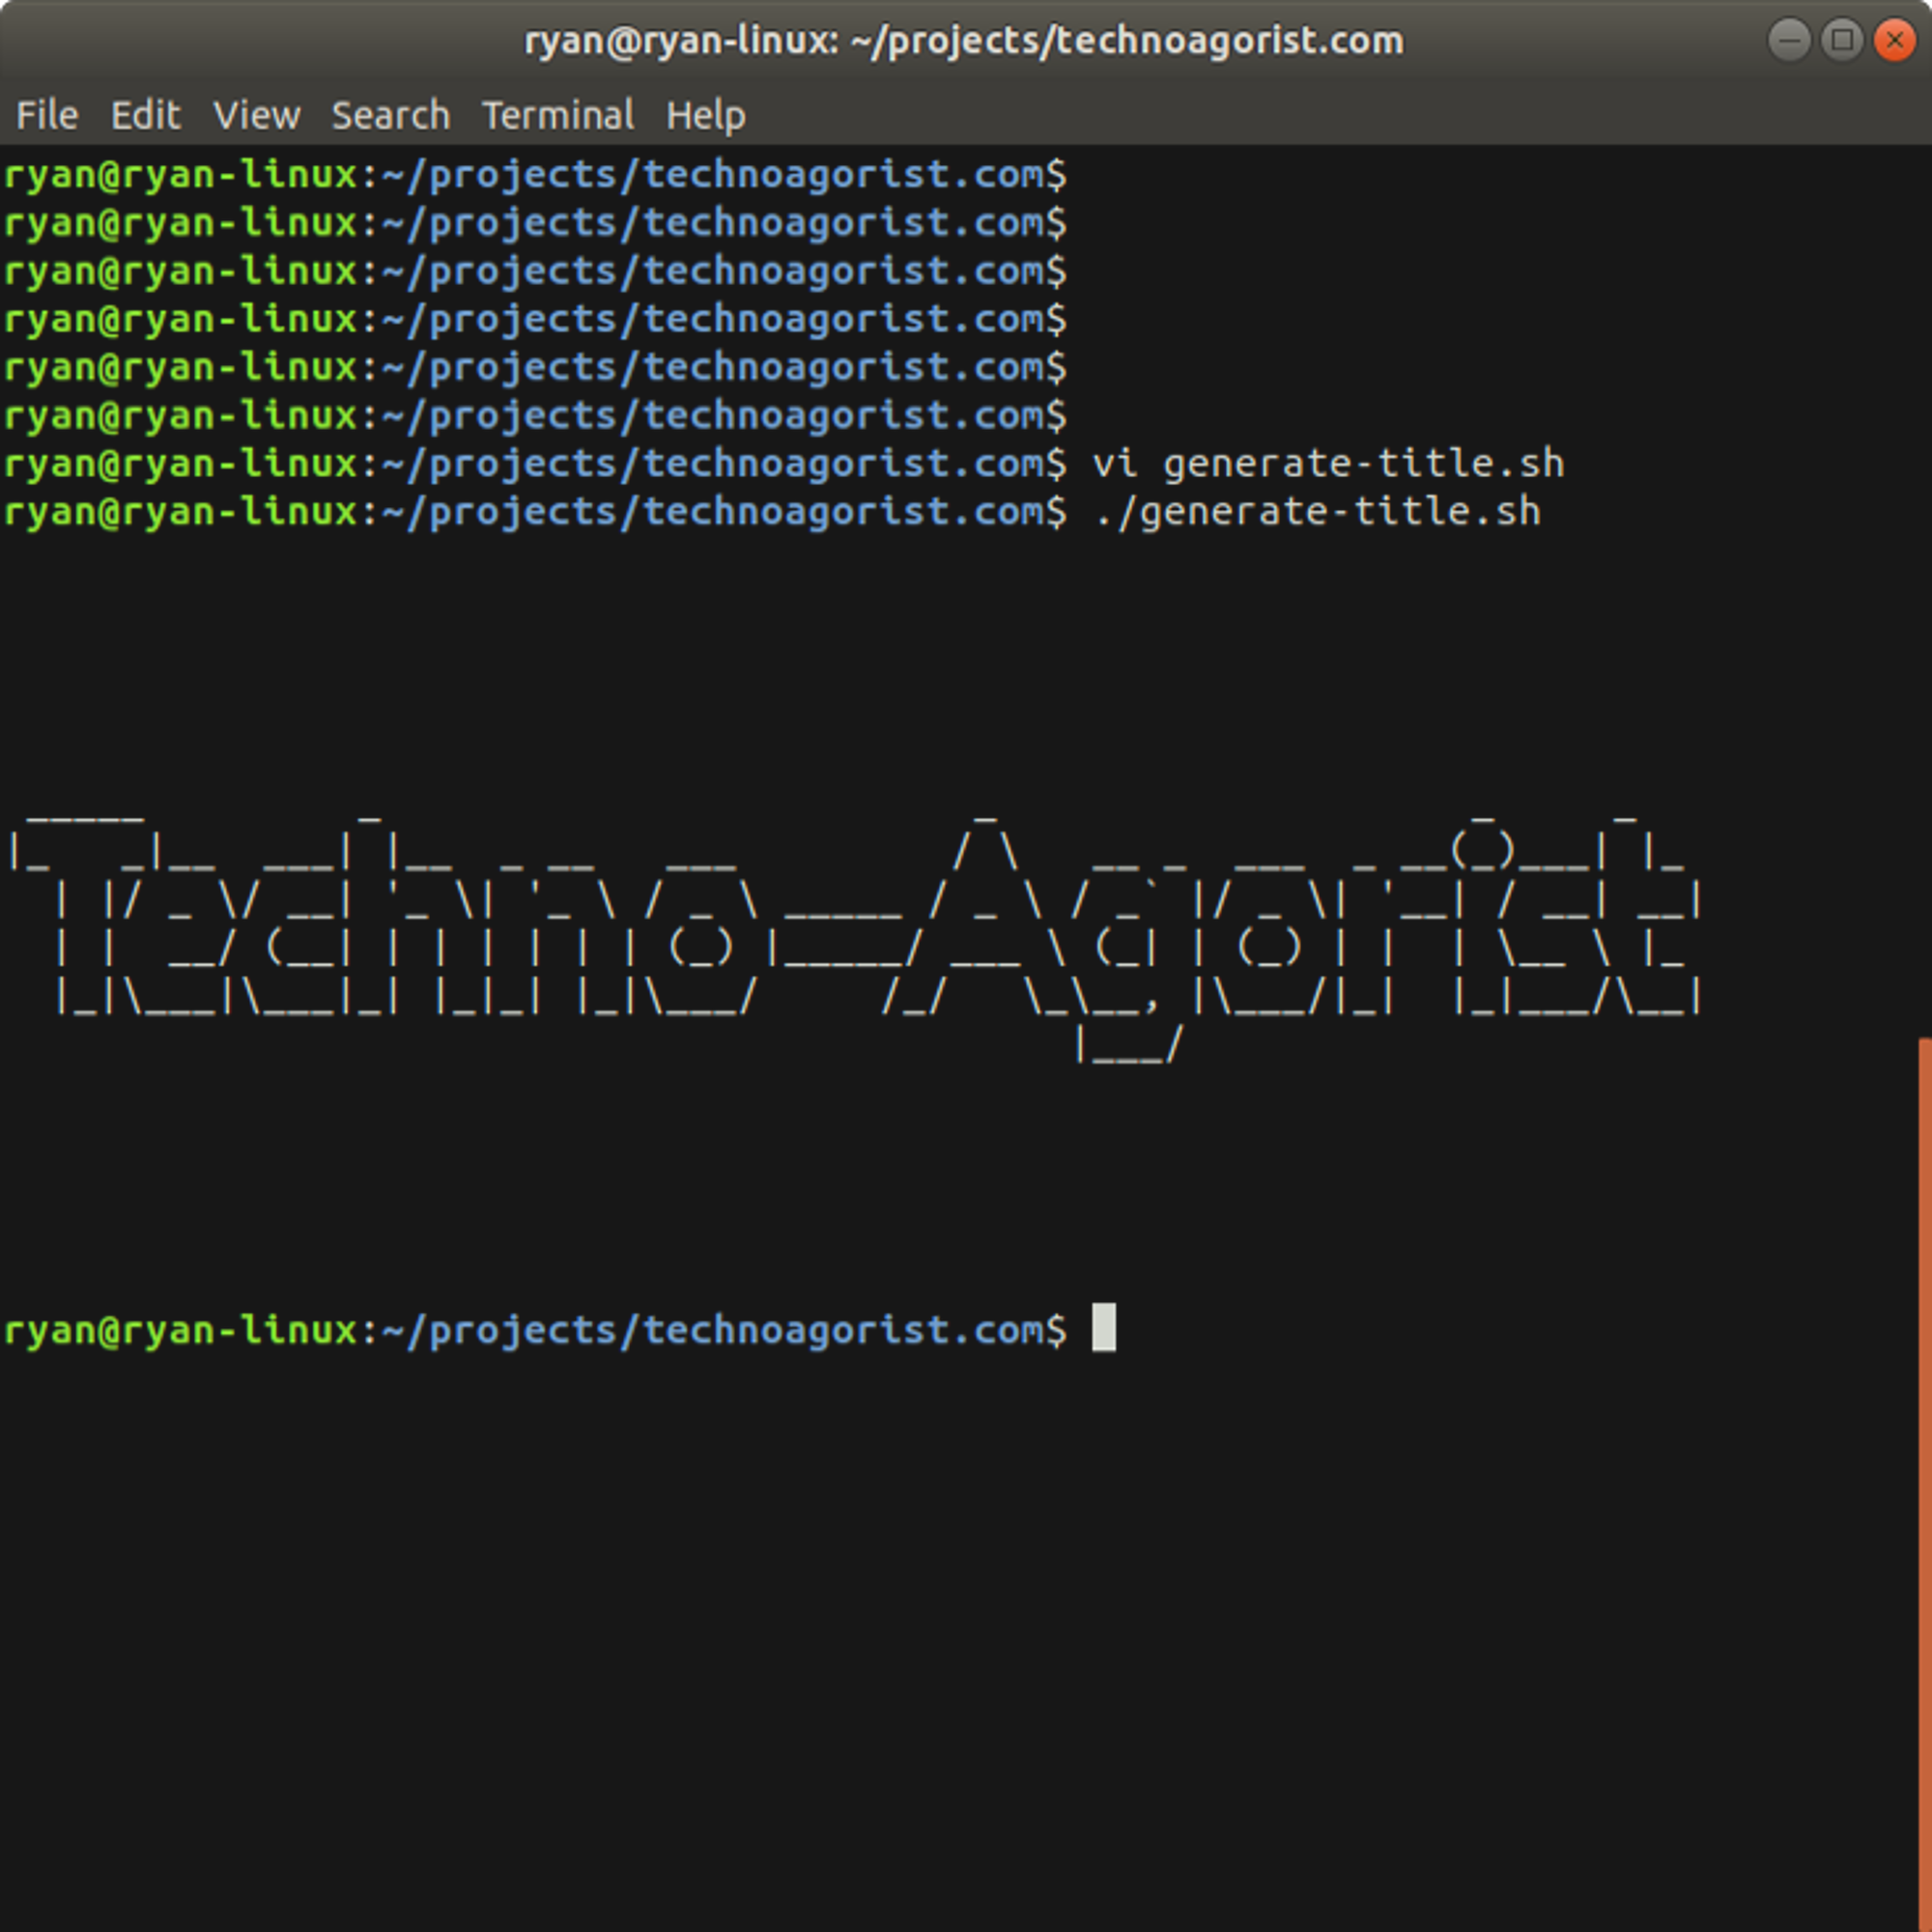 ryan@ryan-linux: ~/projects/technoagorist.com
File Edit View Search Terminal Help
ryan@ryan-linux:~/projects/technoagorist.com$
ryan@ryan-linux:~/projects/technoagorist.com$
ryan@ryan-linux:~/projects/technoagorist.com$
ryan@ryan-linux:~/projects/technoagorist.com$
ryan@ryan-linux:~/projects/technoagorist.com$
ryan@ryan-linux:~/projects/technoagorist.com$
ryan@ryan-linux:~/projects/technoagorist.com$ vi generate-title.sh
ryan@ryan-linux:~/projects/technoagorist.com$ ./generate-title.sh
Techno-Agorist
ryan@ryan-linux:~/projects/technoagorist.com$